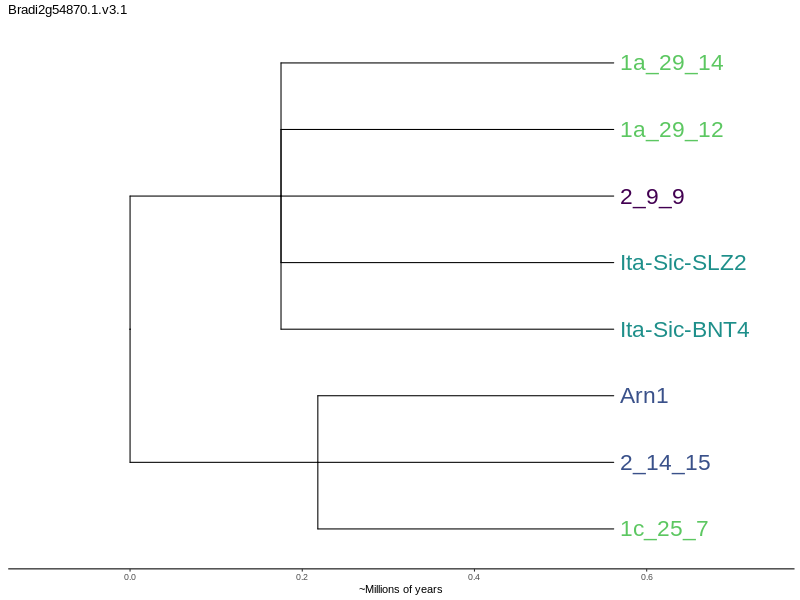 Bradi2g54870.1.v3.1
1a_29_14
1a_29_12
2_9_9
Ita-Sic-SLZ2
Ita-Sic-BNT4
Arn1
2_14_15
1c_25_7
0.0 0.2 0.4 0.6
~Millions of years